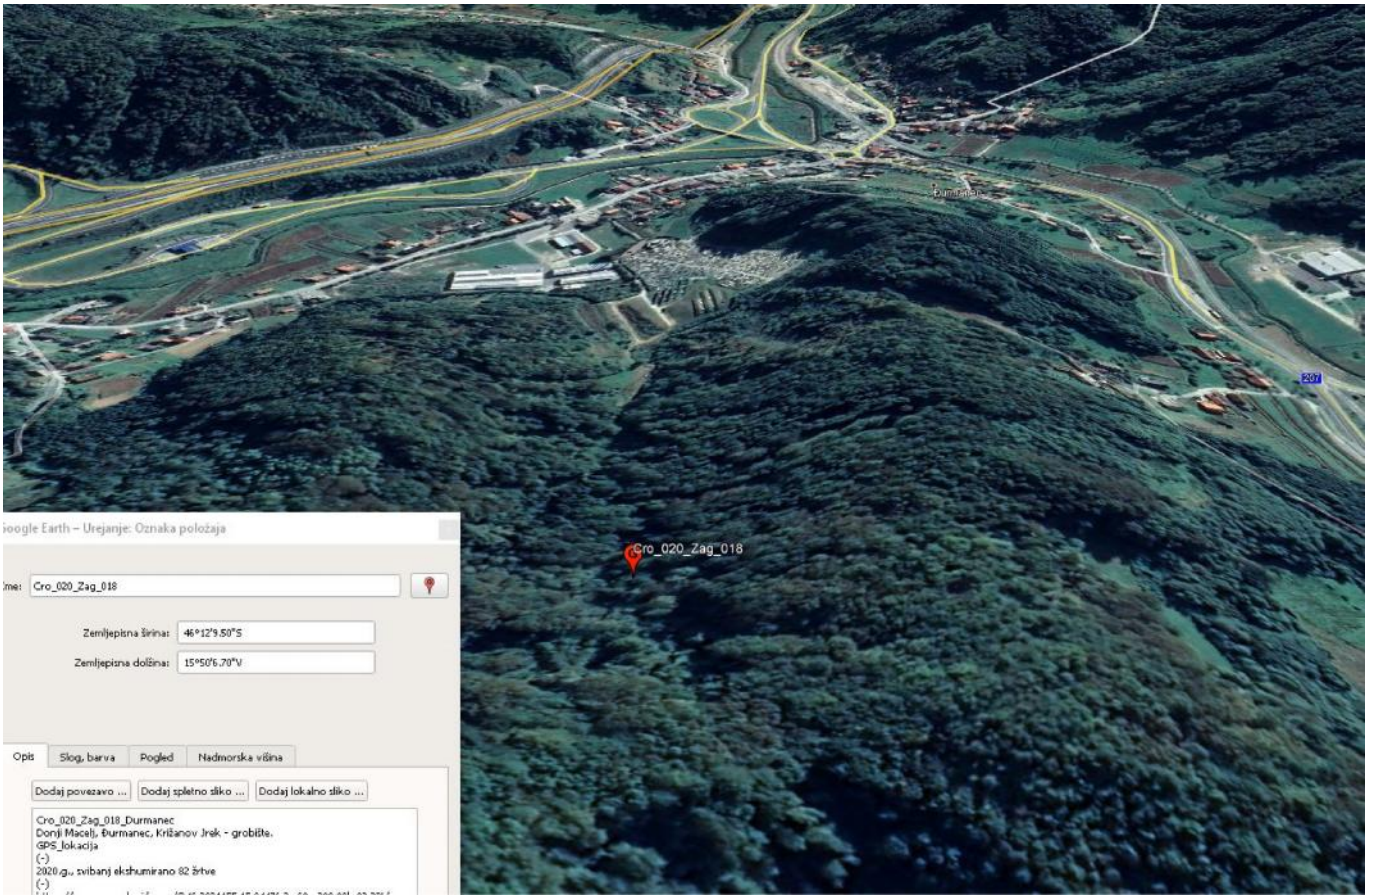 Đurmanec
207
Cro_020_Zag_018
Google Earth – Urejanje: Oznaka položaja
Cro_020_Zag_018
Zemljepisna širina: 46°12'9.50"S
Zemljepisna dolžina: 15°50'6.70"V
Opis Slog, barva Pogled Nadmorska višina
Dodaj povezavo ... Dodaj spletno sliko ... Dodaj lokalno sliko ...
Cro_020_Zag_018_Đurmanec
Donji Macelj, Đurmanec, Križanov Jrek - grobište.
GPS_lokacija
(-)
2020.g., svibanj ekshumirano 82 žrtve
(-)